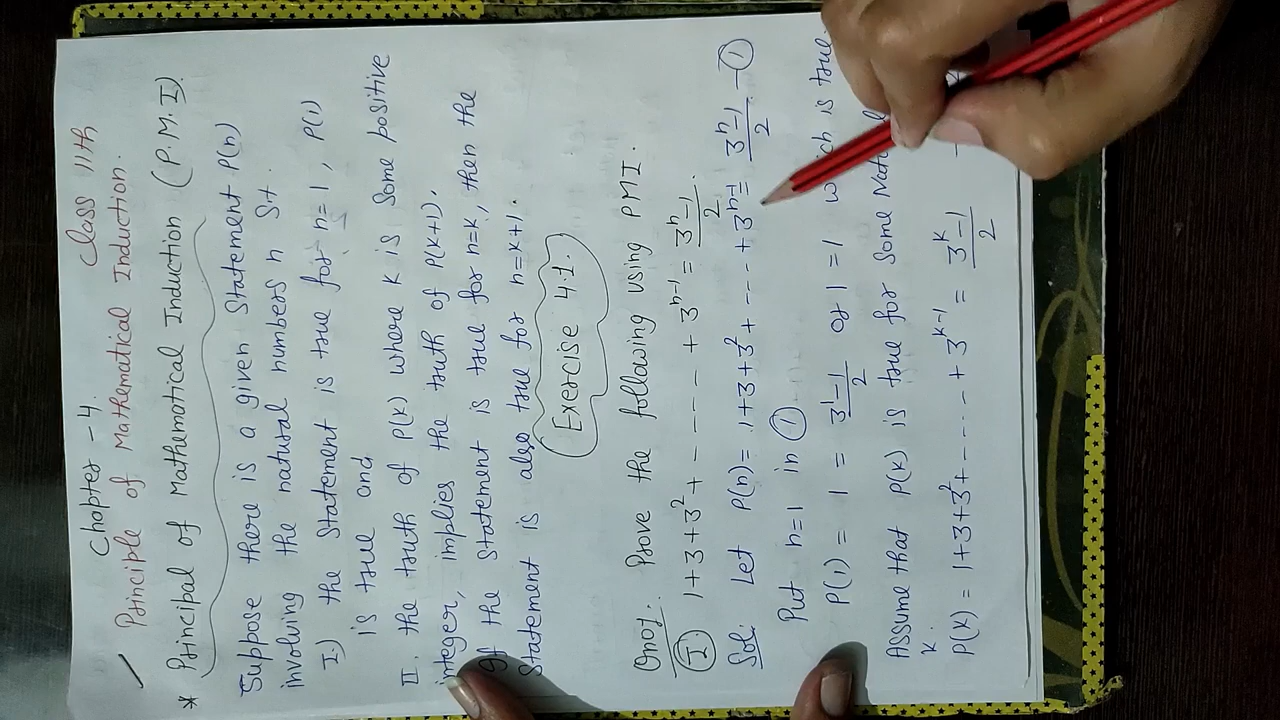 Chapter - 4 Class 11th
Principle of Mathematical Induction.
* Principal of Mathematical Induction (P.M.I).
Suppose there is a given statement P(n)
involving the natural numbers n s.t.
I) the statement is true for n=1, P(1)
is true and
II. the truth of P(K) where K is some positive
integer, implies the truth of P(K+1).
If the statement is true for n=K, then the
statement is also true for n=K+1.
Exercise 4.1.
Prove the following using PMI.
① 1+3+3²+ ---- + 3ⁿ⁻¹ = (3ⁿ-1)/2.
Sol. Let P(n) = 1+3+3²+ ---- +3ⁿ⁻¹= (3ⁿ-1)/2 -①
Put n=1 in ①
P(1) = 1 = (3¹-1)/2 or 1 = 1 is true.
Assume that P(K) is true for some
K.
P(K) = 1+3+3²+ ---- + 3ᴷ⁻¹ = (3ᴷ-1)/2